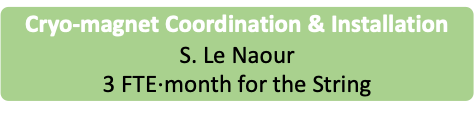 Cryo-magnet Coordination & Installation
S. Le Naour
3 FTE·month for the String